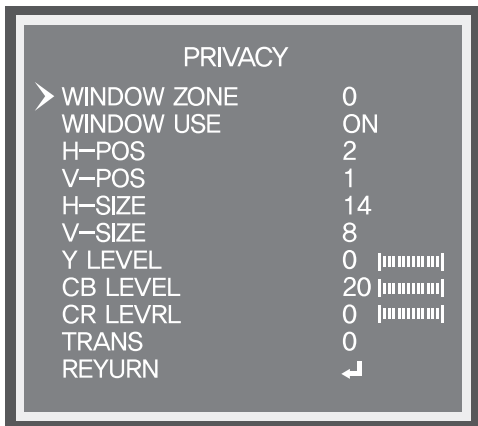 PRIVACY
WINDOW ZONE 0
WINDOW USE ON
H-POS 2
V-POS 1
H-SIZE 14
V-SIZE 8
Y LEVEL 0
CB LEVEL 20
CR LEVRL 0
TRANS 0
REYURN ↲